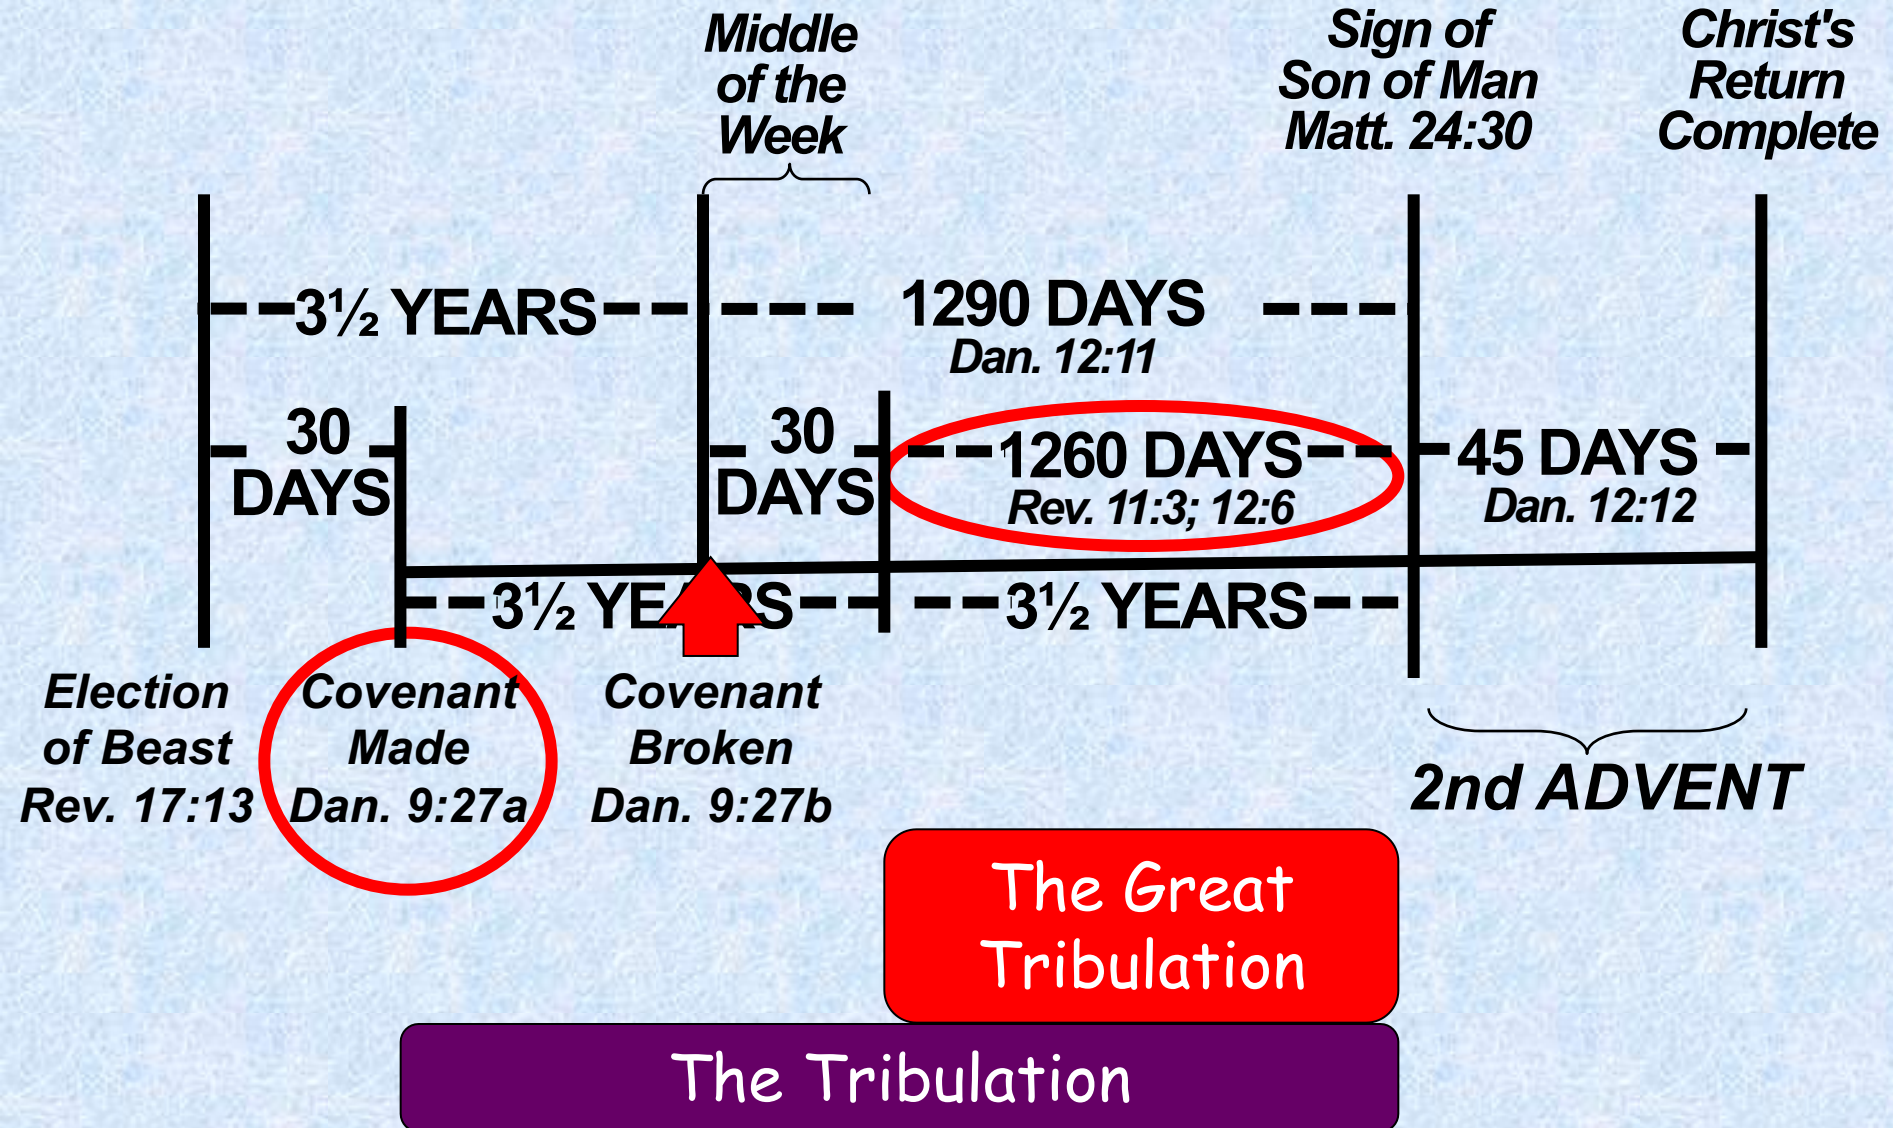 Middle
of the
Week
Sign of
Son of Man
Matt. 24:30
Christ's
Return
Complete
3½ YEARS
1290 DAYS
Dan. 12:11
30
DAYS
30
DAYS
1260 DAYS
Rev. 11:3; 12:6
45 DAYS
Dan. 12:12
3½ YEARS
3½ YEARS
Election
of Beast
Rev. 17:13
Covenant
Made
Dan. 9:27a
Covenant
Broken
Dan. 9:27b
2nd ADVENT
The Great
Tribulation
The Tribulation